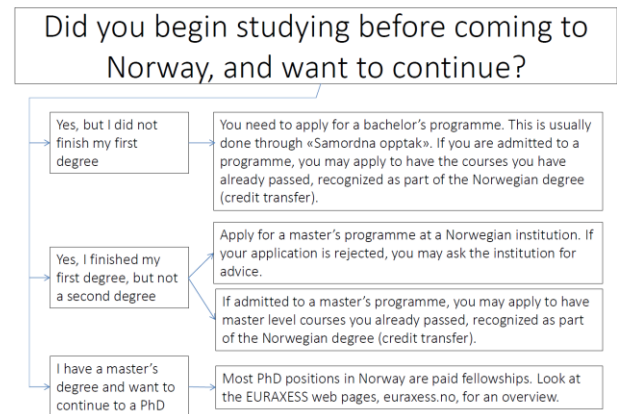 Did you begin studying before coming to
Norway, and want to continue?
Yes, but I did not
finish my first
degree
You need to apply for a bachelor's programme. This is usually
done through «Samordna opptak». If you are admitted to a
programme, you may apply to have the courses you have
already passed, recognized as part of the Norwegian degree
(credit transfer).
Yes, I finished my
first degree, but not
a second degree
Apply for a master's programme at a Norwegian institution. If
your application is rejected, you may ask the institution for
advice.
If admitted to a master's programme, you may apply to have
master level courses you already passed, recognized as part
of the Norwegian degree (credit transfer).
I have a master's
degree and want to
continue to a PhD
Most PhD positions in Norway are paid fellowships. Look at
the EURAXESS web pages, euraxess.no, for an overview.